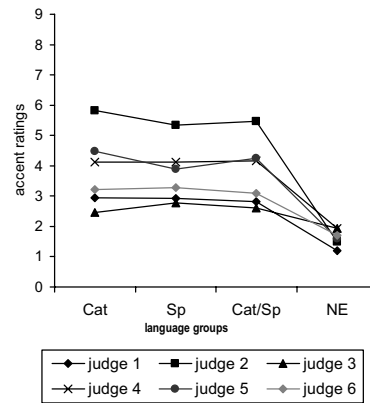 9
8
7
6
5
4
3
2
1
0
accent ratings
Cat Sp Cat/Sp NE
language groups
judge 1 judge 2 judge 3
judge 4 judge 5 judge 6